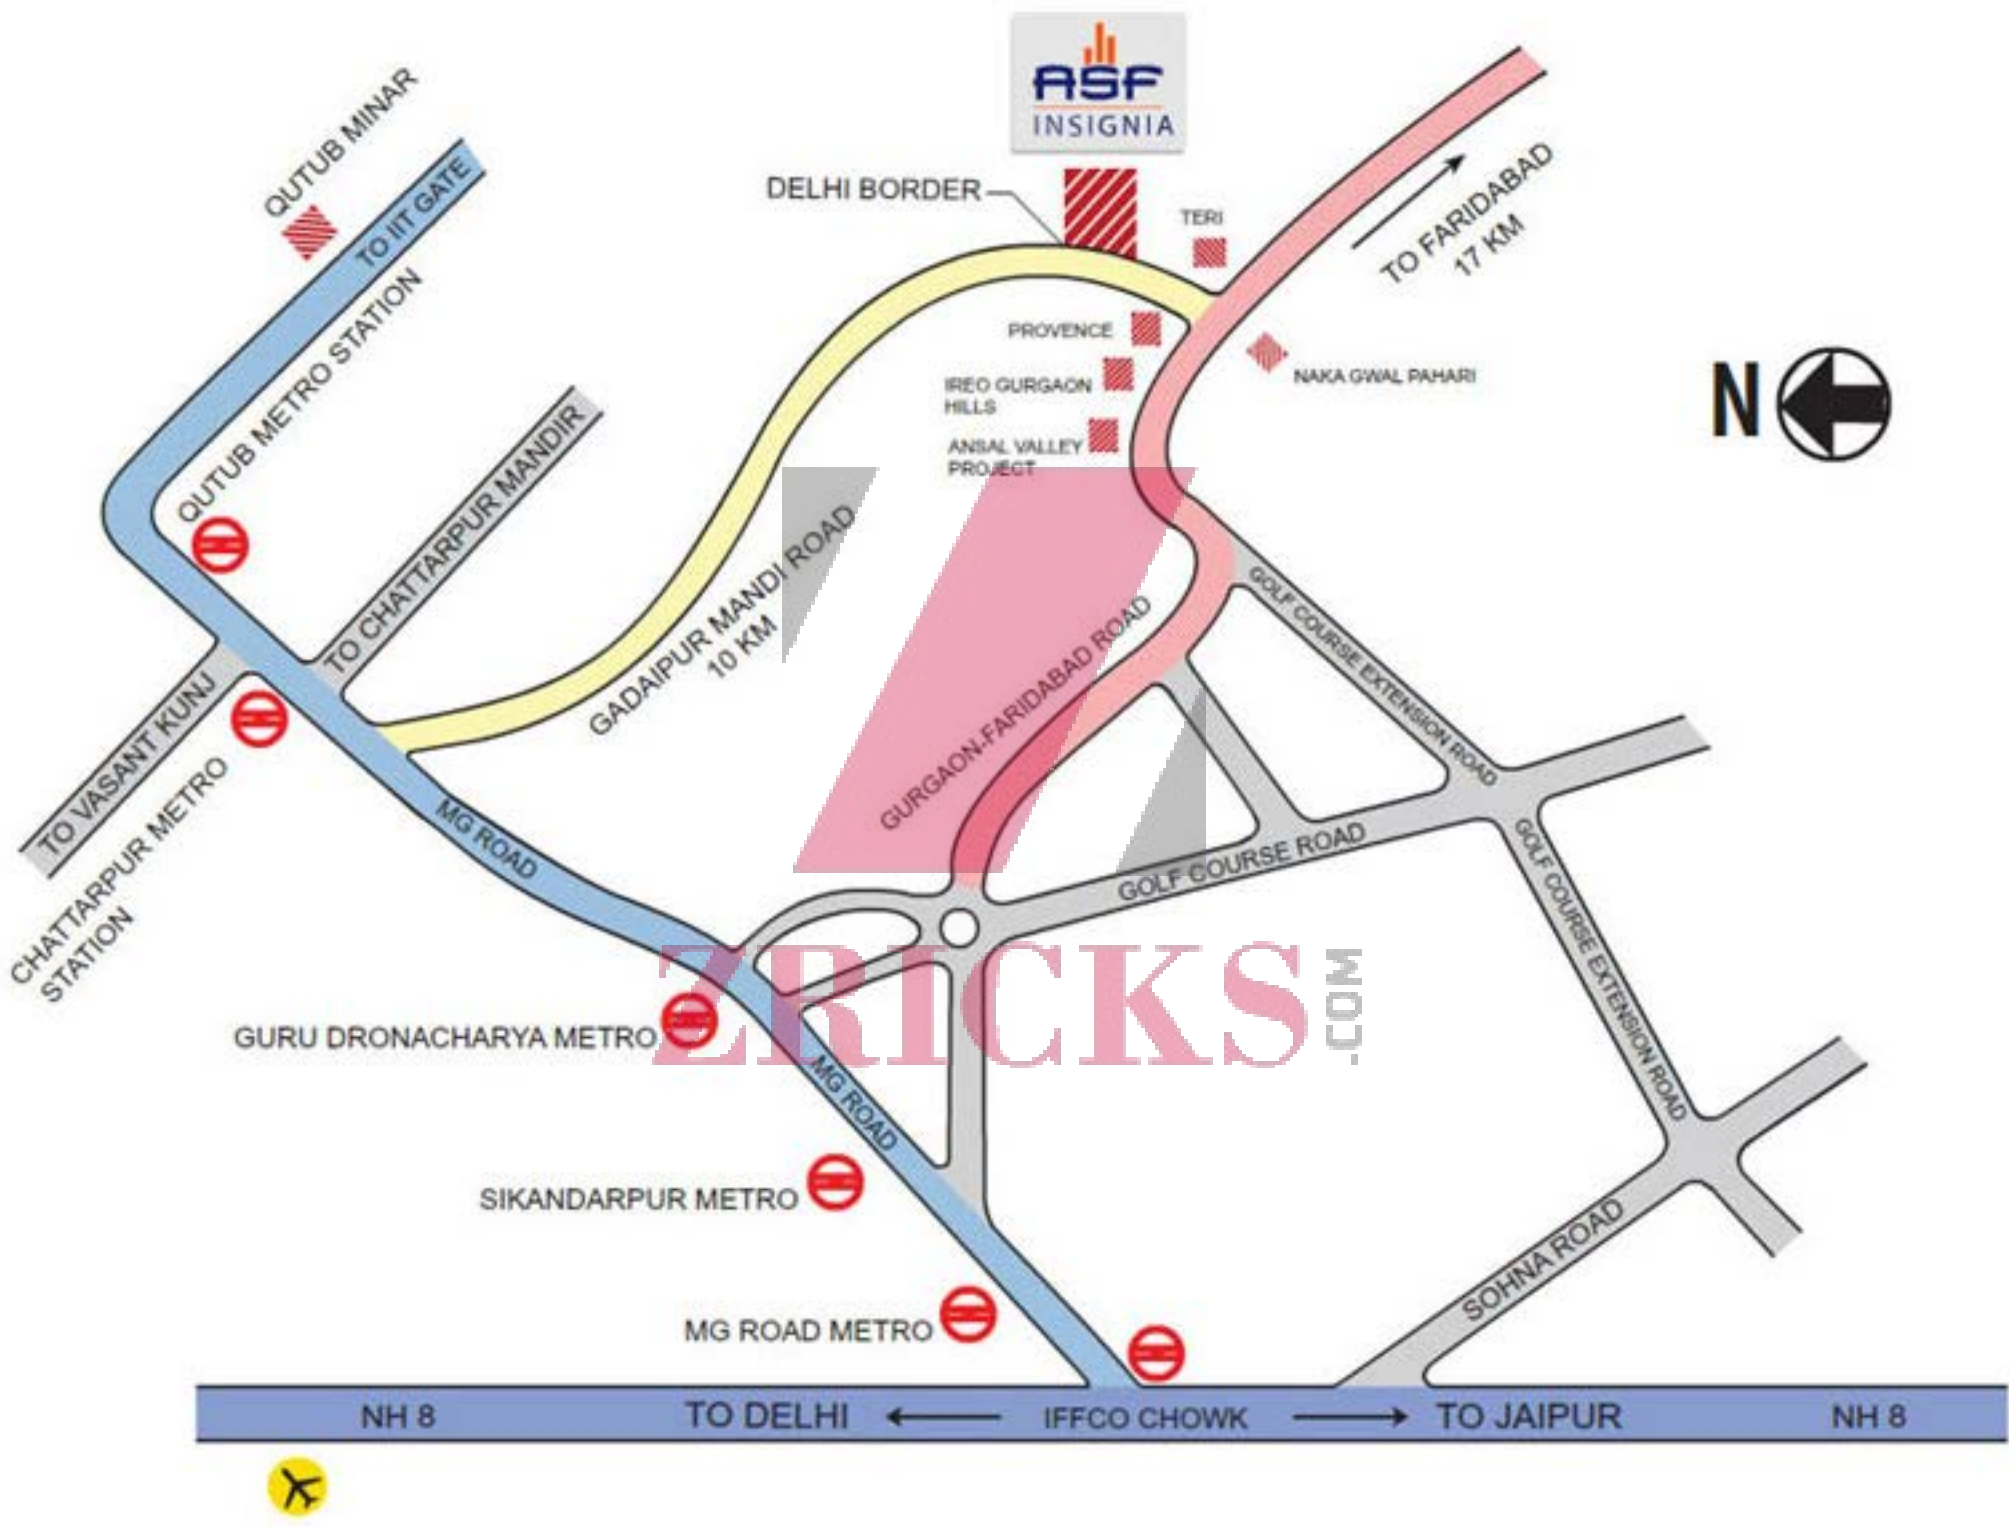 ASF
INSIGNIA
QUTUB MINAR
TO IIT GATE
DELHI BORDER
TERI
TO FARIDABAD
17 KM
QUTUB METRO STATION
PROVENCE
NAKA GWAL PAHARI
IREO GURGAON
HILLS
ANSAL VALLEY
PROJECT
N
TO CHATTARPUR MANDIR
GADAIPUR MANDI ROAD
10 KM
GURGAON-FARIDABAD ROAD
GOLF COURSE EXTENSION ROAD
TO VASANT KUNJ
CHATTARPUR METRO
STATION
MG ROAD
GOLF COURSE ROAD
GOLF COURSE EXTENSION ROAD
ZRICKS
.COM
GURU DRONACHARYA METRO
MG ROAD
SIKANDARPUR METRO
SOHNA ROAD
MG ROAD METRO
NH 8
TO DELHI
IFFCO CHOWK
TO JAIPUR
NH 8